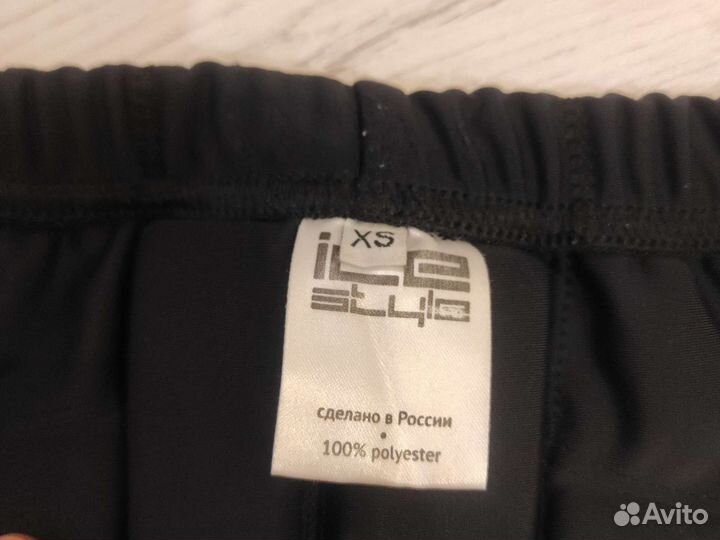 XS
ice
style
сделано в России
•
100% polyester
Avito